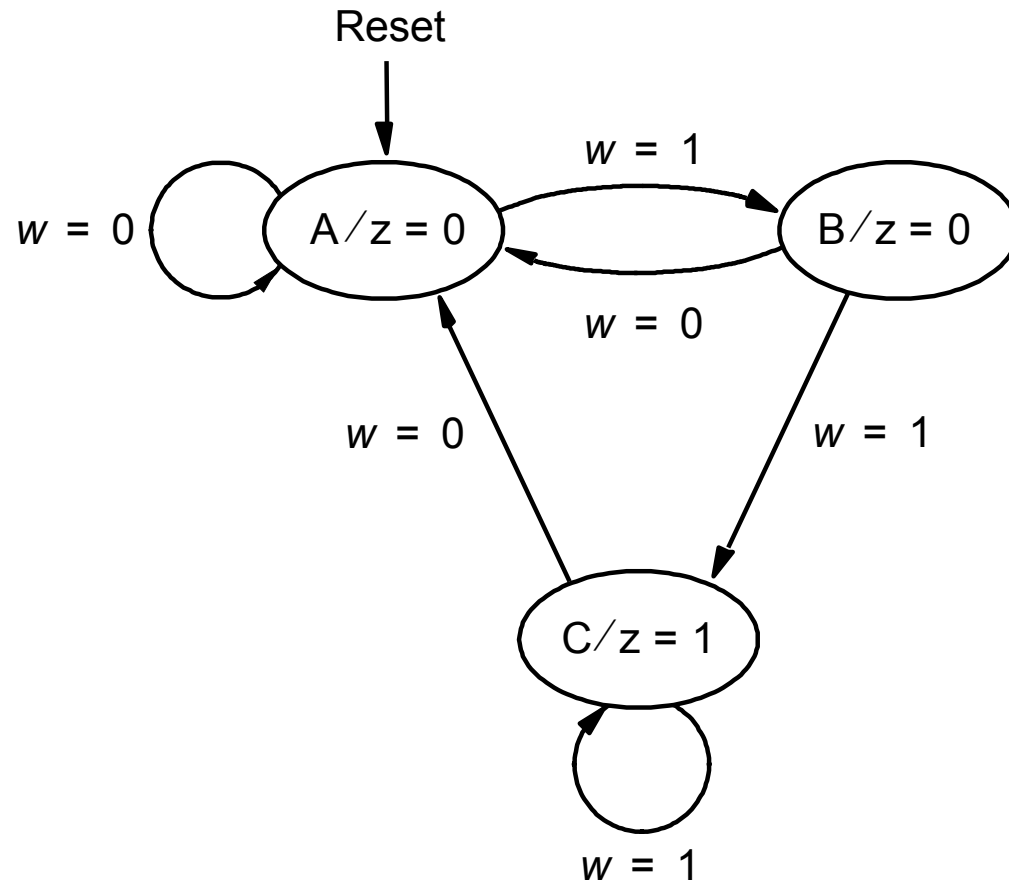 Reset
w = 1
w = 0
A/z = 0
B/z = 0
w = 0
w = 0
w = 1
C/z = 1
w = 1